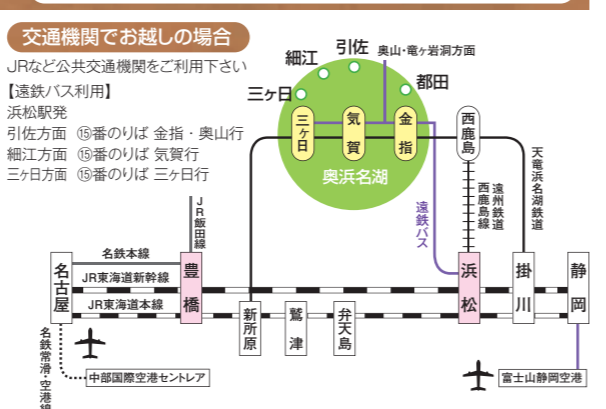 交通機関でお越しの場合
JRなど公共交通機関をご利用下さい
【遠鉄バス利用】
浜松駅発
引佐方面 ⑮番のりば 金指・奥山行
細江方面 ⑮番のりば 気賀行
三ヶ日方面 ⑮番のりば 三ヶ日行
引佐
奥山・竜ヶ岩洞方面
細江
都田
三ヶ日
三ヶ日
気賀
金指
西鹿島
奥浜名湖
天竜浜名湖鉄道
遠州鉄道
西鹿島線
遠鉄バス
JR飯田線
名鉄本線
JR東海道新幹線
JR東海道本線
名古屋
豊橋
新所原
鷲津
弁天島
浜松
掛川
静岡
名鉄常滑・空港線
中部国際空港セントレア
富士山静岡空港